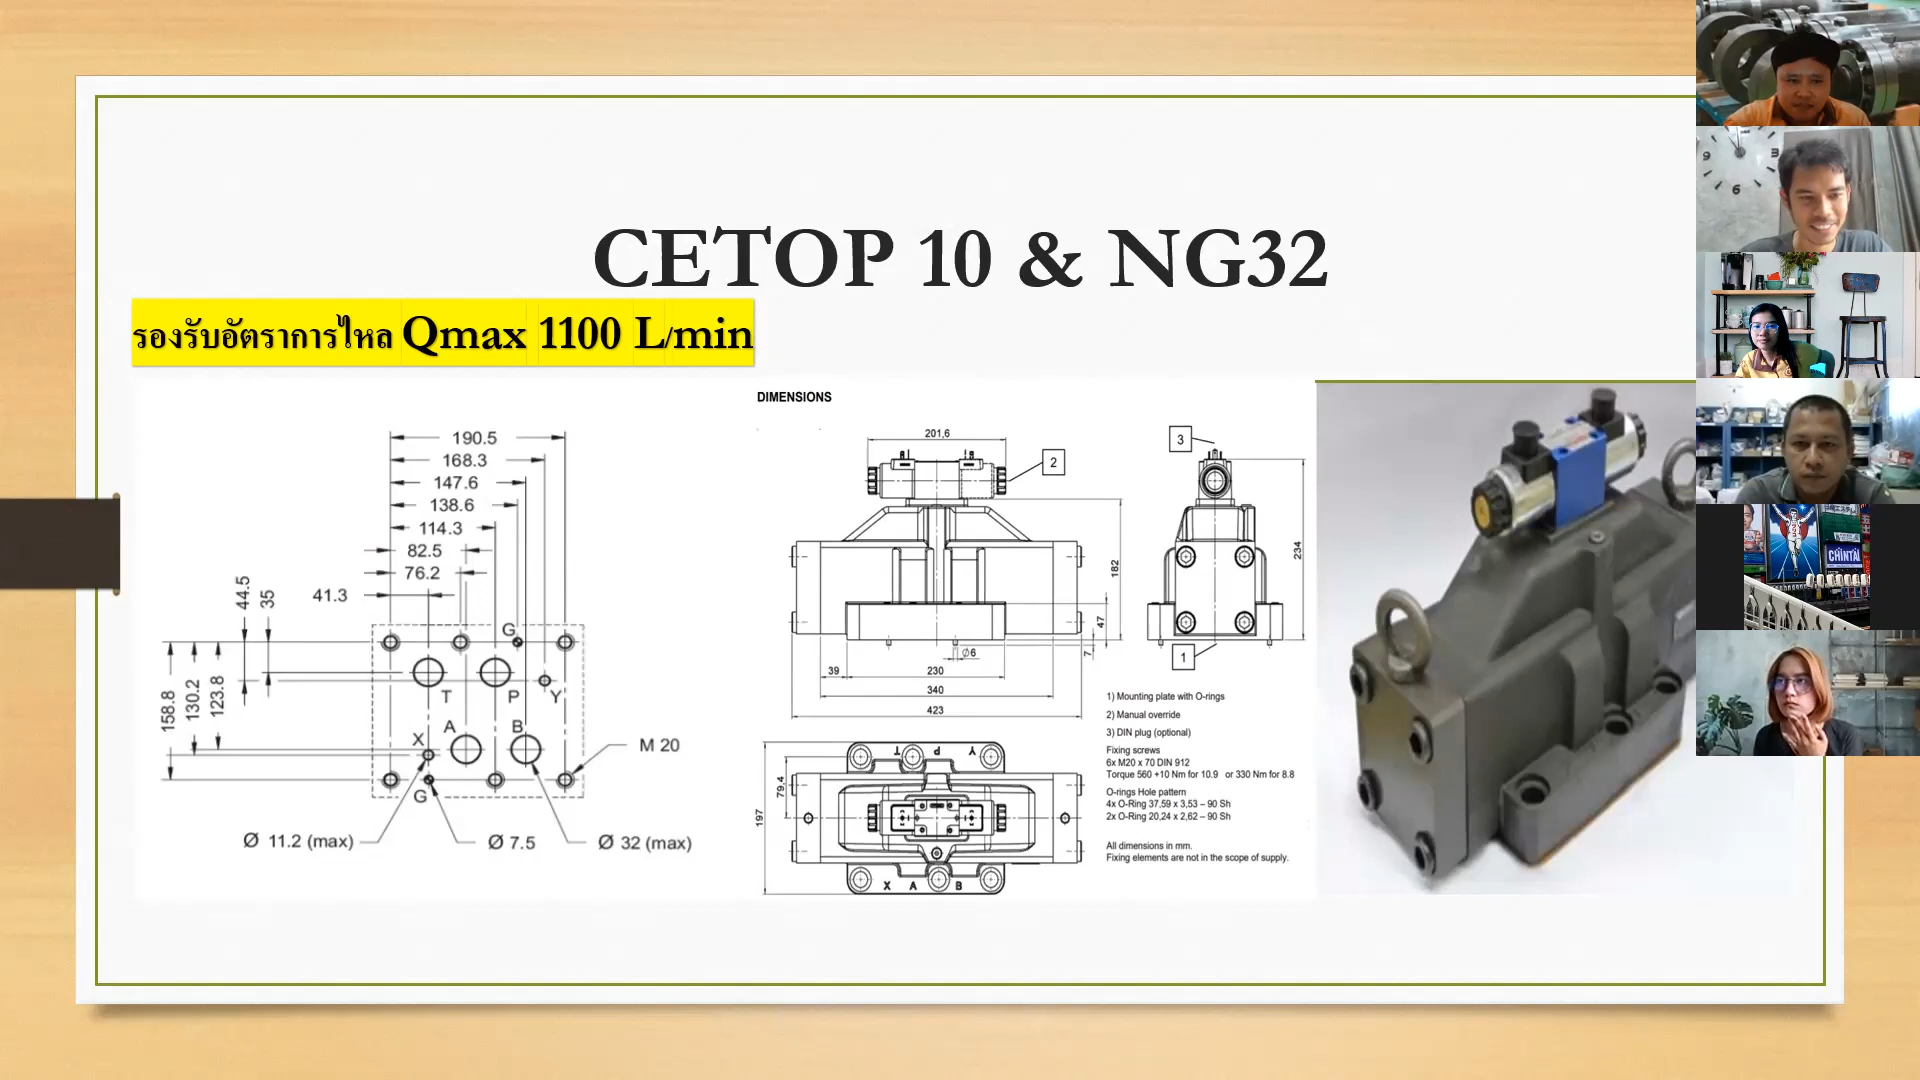 CETOP 10 & NG32
รองรับอัตราการไหล Qmax 1100 L/min
190.5
168.3
147.6
138.6
114.3
82.5
76.2
41.3
44.5
35
158.8
130.2
123.8
G
T
P
Y
A
B
X
G
M 20
Ø 11.2 (max)
Ø 7.5
Ø 32 (max)
DIMENSIONS
201,6
2
3
182
47
7
234
Ø6
1
39
230
340
423
197
79,4
T P Y
X A B
1) Mounting plate with O-rings
2) Manual override
3) DIN plug (optional)
Fixing screws
6x M20 x 70 DIN 912
Torque 560 +10 Nm for 10.9 or 330 Nm for 8.8
O-rings Hole pattern
4x O-Ring 37,59 x 3,53 – 90 Sh
2x O-Ring 20,24 x 2,62 – 90 Sh
All dimensions in mm.
Fixing elements are not in the scope of supply.
9
3
6
CHINTAI